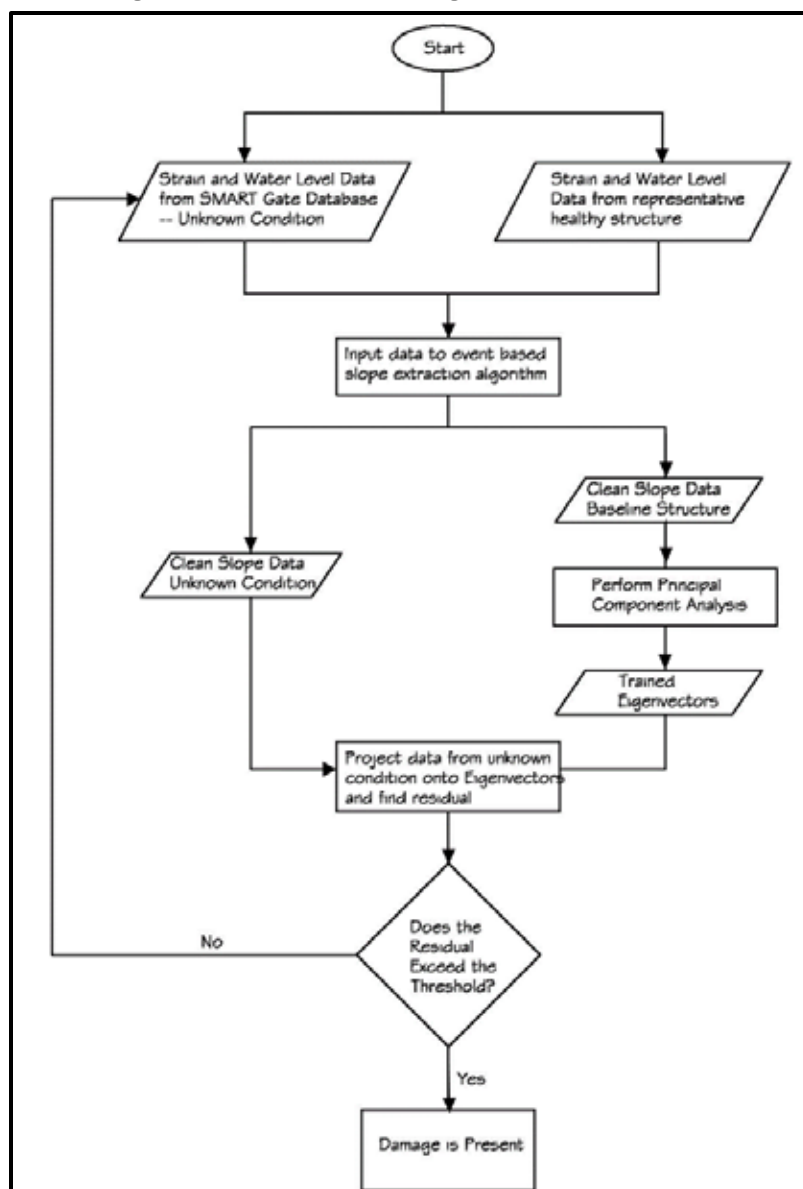 Start
Strain and Water Level Data
from SMART Gate Database
-- Unknown Condition
Strain and Water Level
Data from representative
healthy structure
Input data to event based
slope extraction algorithm
Clean Slope Data
Baseline Structure
Clean Slope Data
Unknown Condition
Perform Principal
Component Analysis
Trained
Eigenvectors
Project data from unknown
condition onto Eigenvectors
and find residual
Does the
Residual
Exceed the
Threshold?
No
Yes
Damage is Present